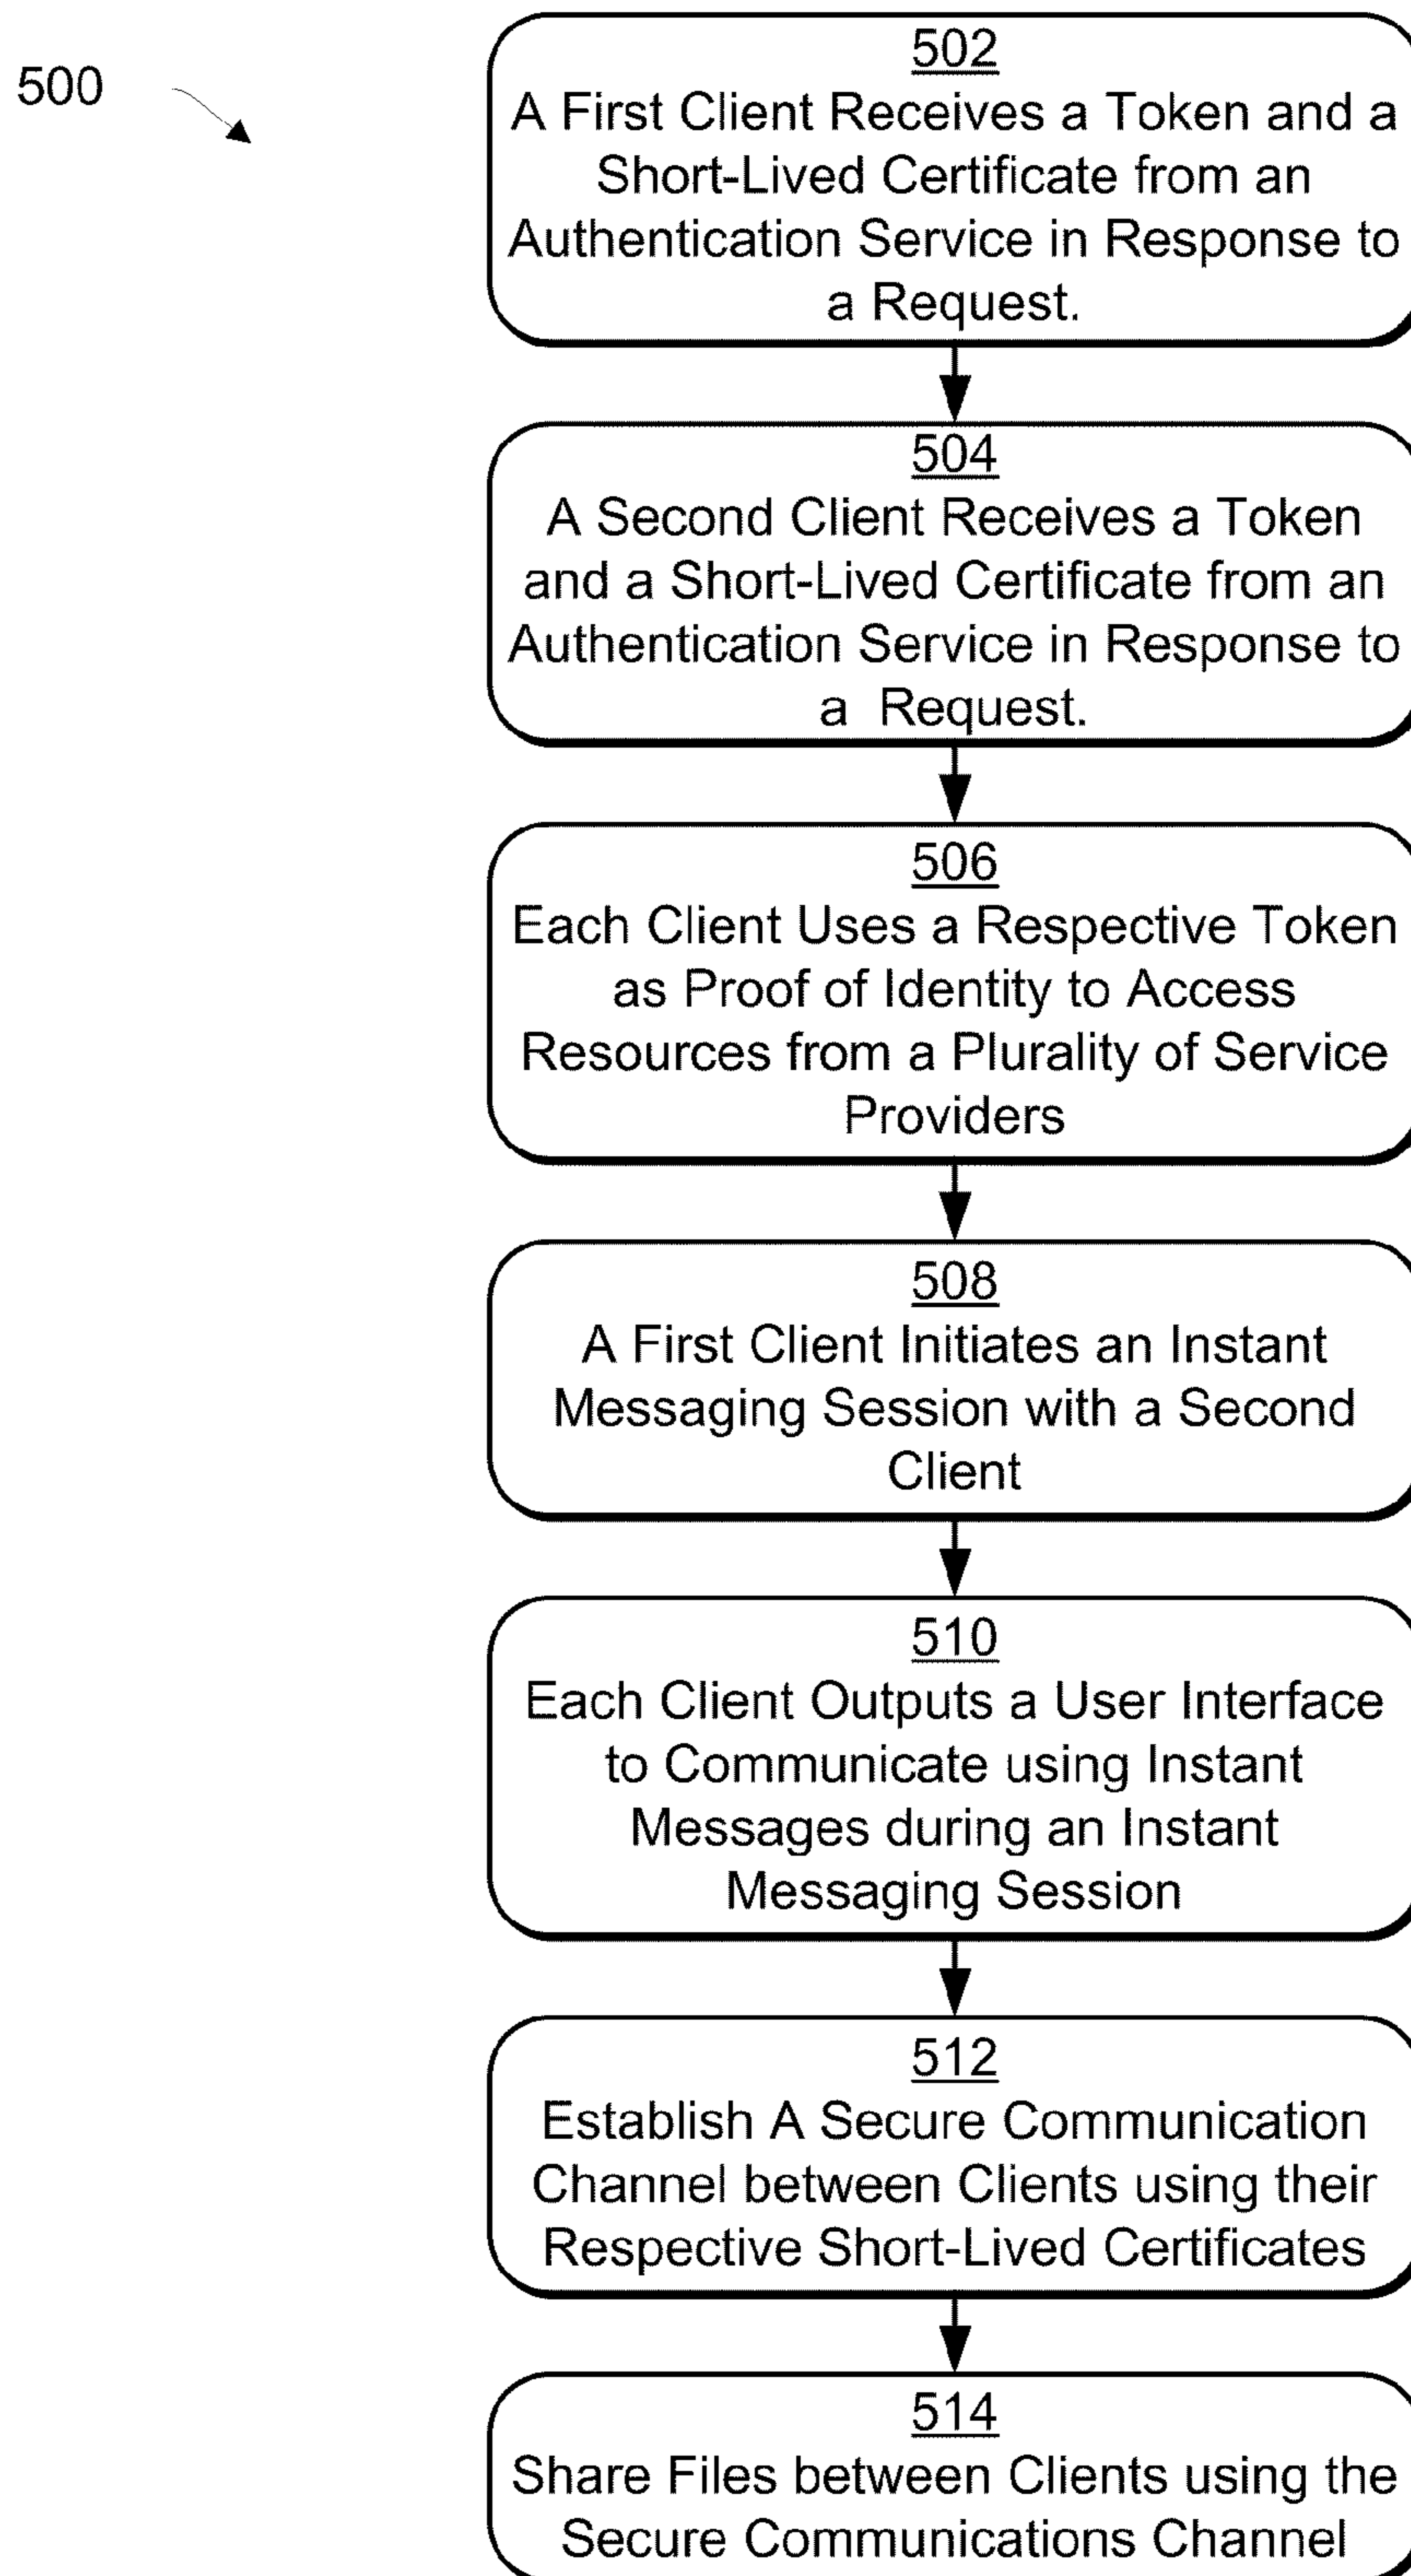 500
502
A First Client Receives a Token and a
Short-Lived Certificate from an
Authentication Service in Response to
a Request.
504
A Second Client Receives a Token
and a Short-Lived Certificate from an
Authentication Service in Response to
a Request.
506
Each Client Uses a Respective Token
as Proof of Identity to Access
Resources from a Plurality of Service
Providers
508
A First Client Initiates an Instant
Messaging Session with a Second
Client
510
Each Client Outputs a User Interface
to Communicate using Instant
Messages during an Instant
Messaging Session
512
Establish A Secure Communication
Channel between Clients using their
Respective Short-Lived Certificates
514
Share Files between Clients using the
Secure Communications Channel